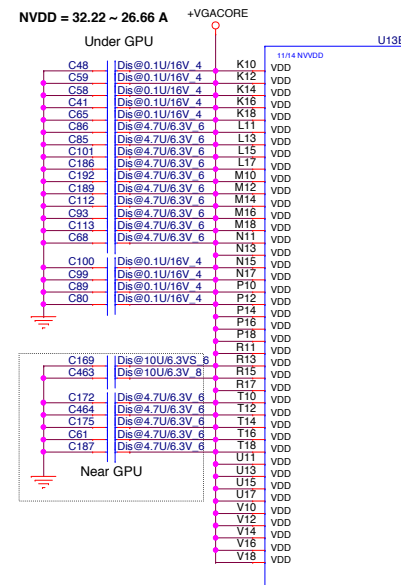 NVDD = 32.22 ~ 26.66 A
+VGACORE
Under GPU
U13E
11/14 NVVDD
C48 Dis@0.1U/16V_4 K10 VDD
C59 Dis@0.1U/16V_4 K12 VDD
C58 Dis@0.1U/16V_4 K14 VDD
C41 Dis@0.1U/16V_4 K16 VDD
C65 Dis@0.1U/16V_4 K18 VDD
C86 Dis@4.7U/6.3V_6 L11 VDD
C85 Dis@4.7U/6.3V_6 L13 VDD
C101 Dis@4.7U/6.3V_6 L15 VDD
C186 Dis@4.7U/6.3V_6 L17 VDD
C192 Dis@4.7U/6.3V_6 M10 VDD
C189 Dis@4.7U/6.3V_6 M12 VDD
C112 Dis@4.7U/6.3V_6 M14 VDD
C93 Dis@4.7U/6.3V_6 M16 VDD
C113 Dis@4.7U/6.3V_6 M18 VDD
C68 Dis@4.7U/6.3V_6 N11 VDD
N13 VDD
C100 Dis@0.1U/16V_4 N15 VDD
C99 Dis@0.1U/16V_4 N17 VDD
C89 Dis@0.1U/16V_4 P10 VDD
C80 Dis@0.1U/16V_4 P12 VDD
P14 VDD
P16 VDD
P18 VDD
R11 VDD
C169 Dis@10U/6.3VS_6 R13 VDD
C463 Dis@10U/6.3V_8 R15 VDD
R17 VDD
C172 Dis@4.7U/6.3V_6 T10 VDD
C464 Dis@4.7U/6.3V_6 T12 VDD
C175 Dis@4.7U/6.3V_6 T14 VDD
C61 Dis@4.7U/6.3V_6 T16 VDD
C187 Dis@4.7U/6.3V_6 T18 VDD
U11 VDD
Near GPU
U13 VDD
U15 VDD
U17 VDD
V10 VDD
V12 VDD
V14 VDD
V16 VDD
V18 VDD